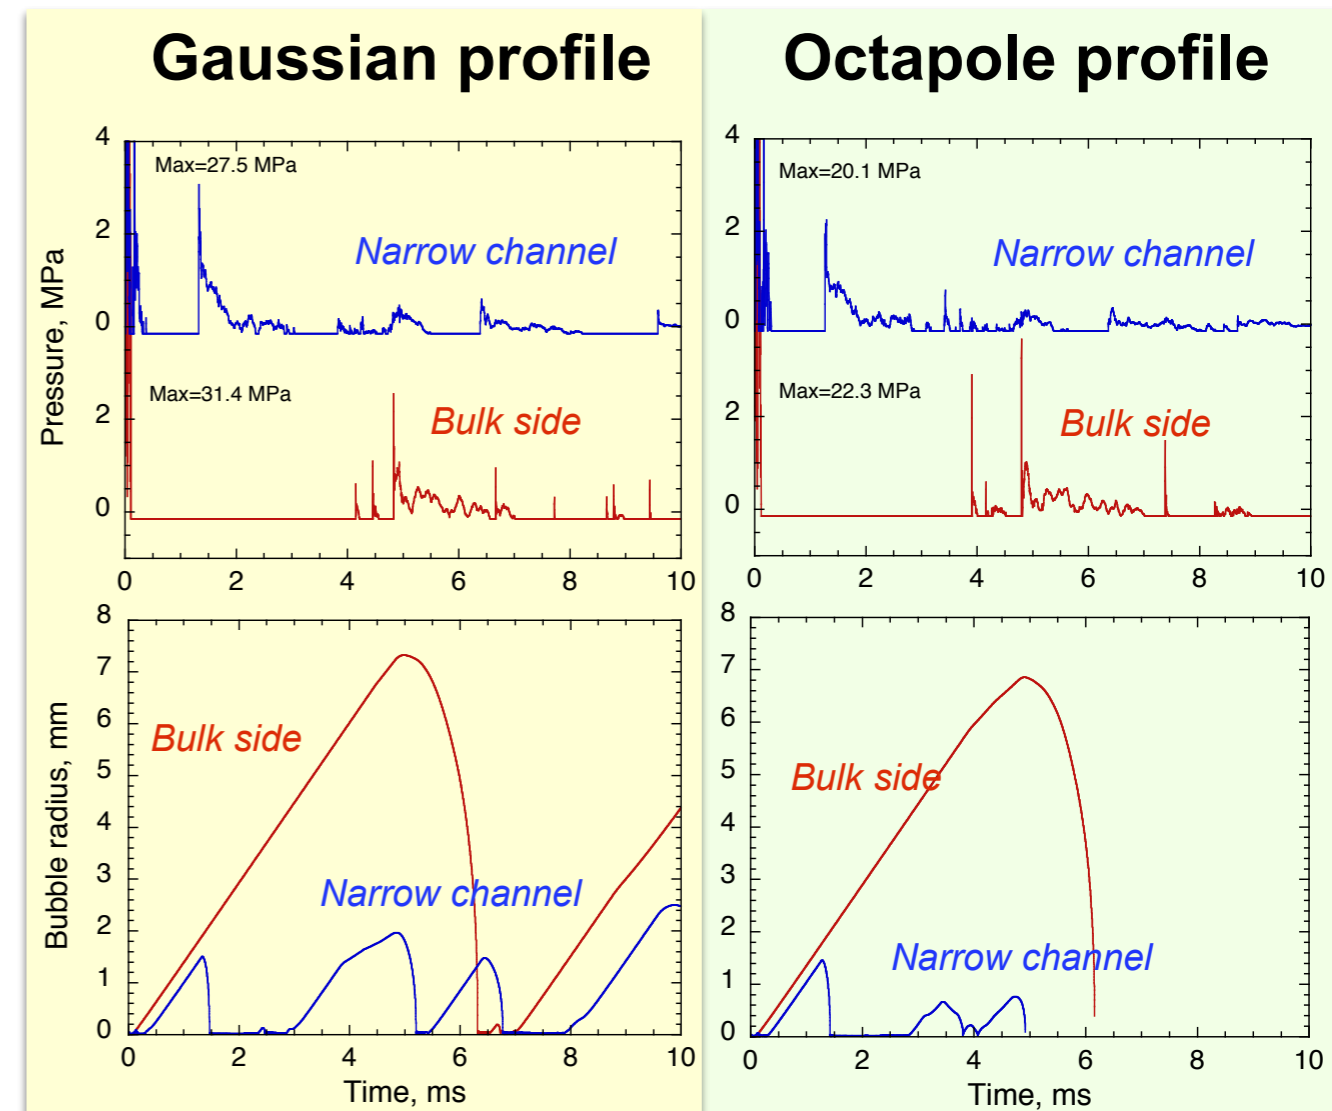 Gaussian profile
4
Max=27.5 MPa
2
Narrow channel
0
Max=31.4 MPa
2
Bulk side
0
Pressure, MPa
0 2 4 6 8 10
8
7
6
Bulk side
5
4
3
Narrow channel
2
1
0
Bubble radius, mm
0 2 4 6 8 10
Time, ms
Octapole profile
4
Max=20.1 MPa
2
Narrow channel
0
Max=22.3 MPa
2
Bulk side
0
0 2 4 6 8 10
8
7
6
5
Bulk side
4
3
2
Narrow channel
1
0
0 2 4 6 8 10
Time, ms